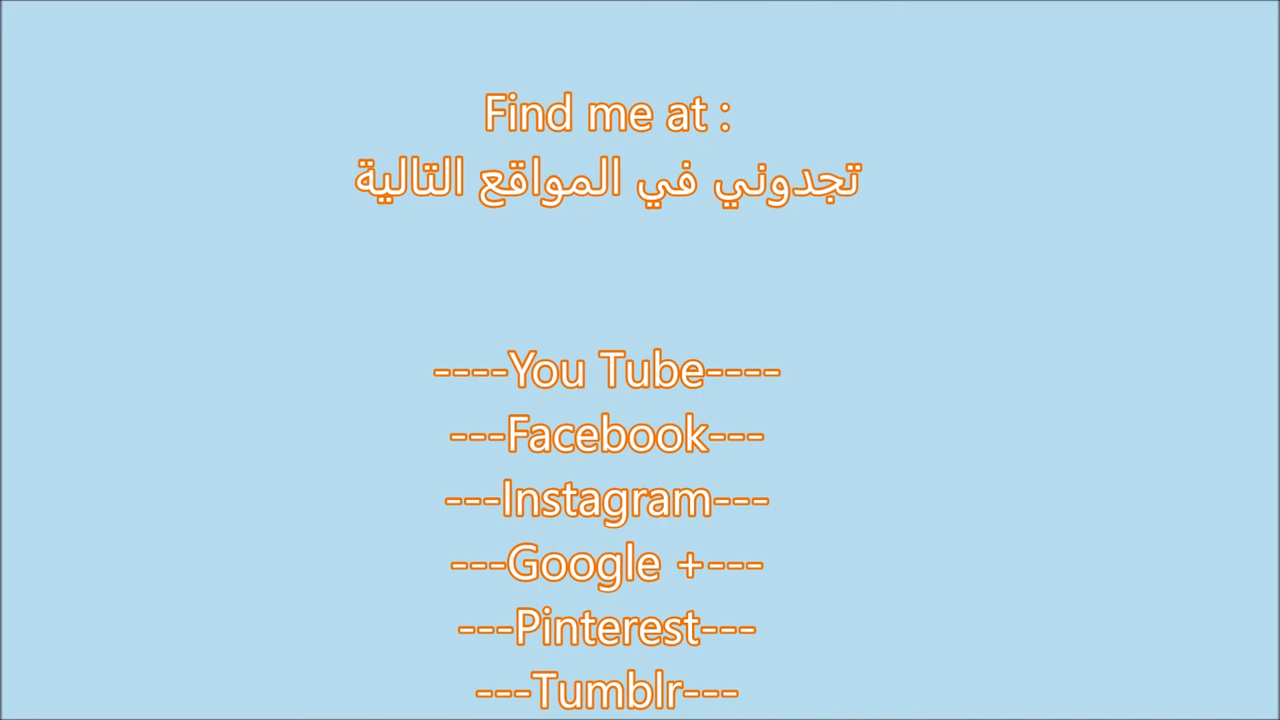 Find me at :
تجدوني في المواقع التالية
----You Tube----
---Facebook---
---Instagram---
---Google +---
---Pinterest---
---Tumblr---